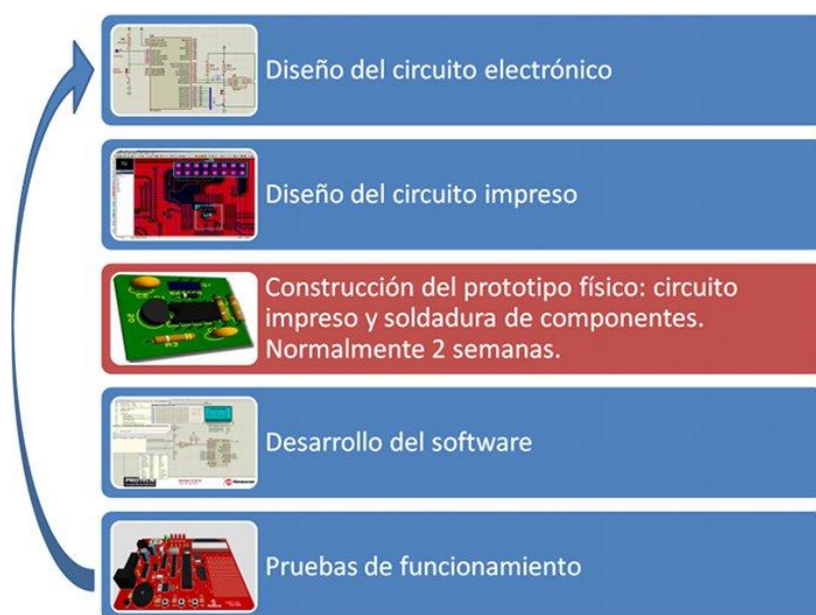 Diseño del circuito electrónico
Diseño del circuito impreso
Construcción del prototipo físico: circuito
impreso y soldadura de componentes.
Normalmente 2 semanas.
Desarrollo del software
Pruebas de funcionamiento